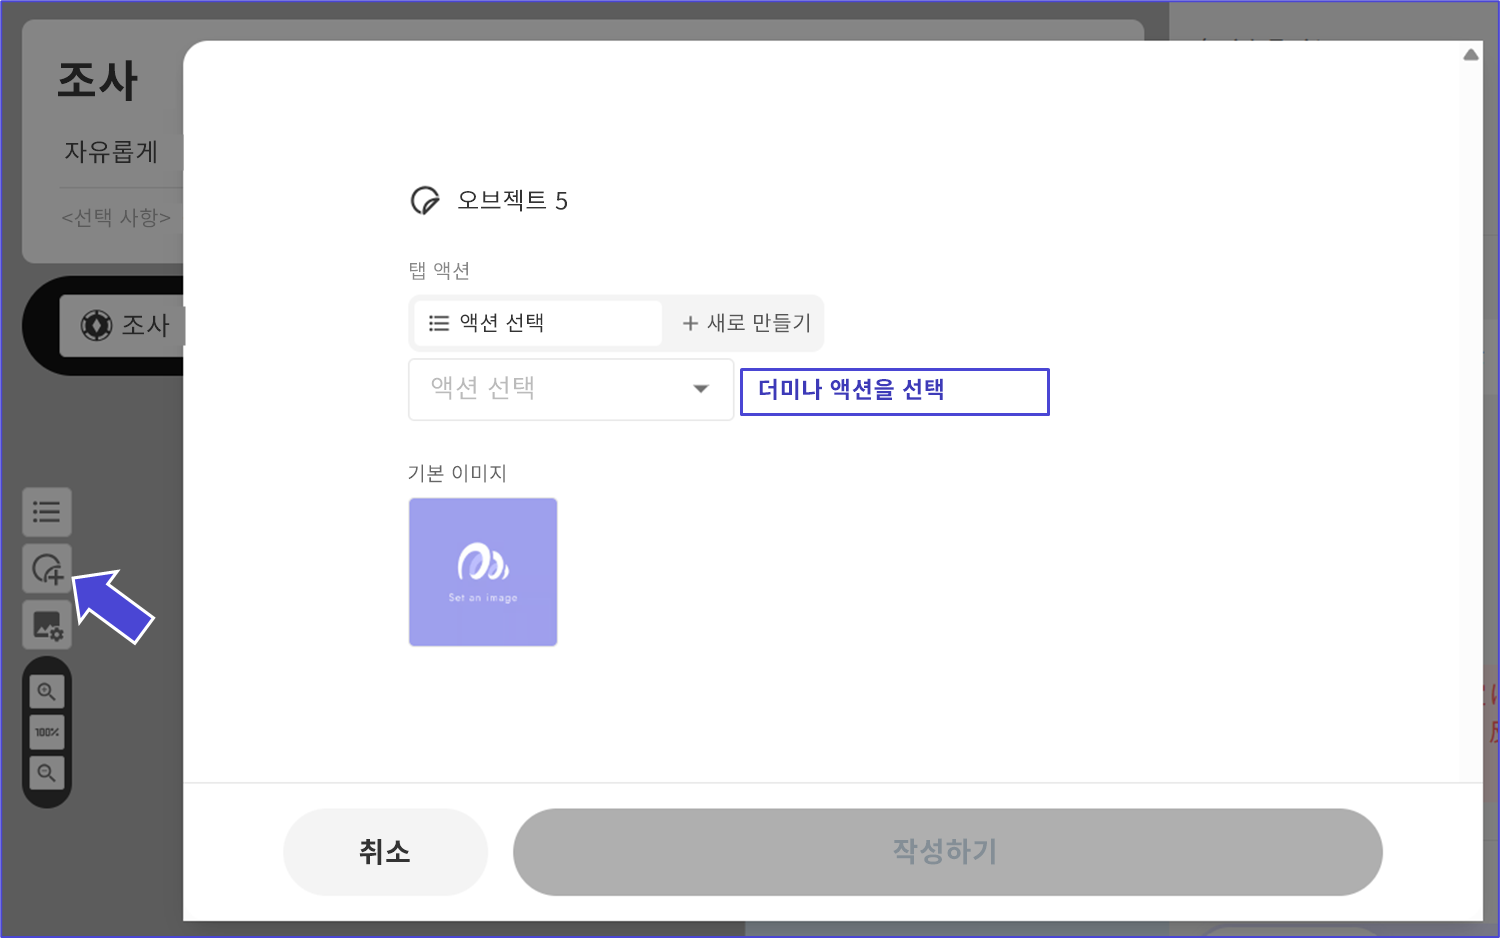 조사
자유롭게
<선택 사항>
조사
오브젝트 5
탭 액션
액션 선택
+ 새로 만들기
액션 선택
더미나 액션을 선택
기본 이미지
Set an image
100%
취소
작성하기